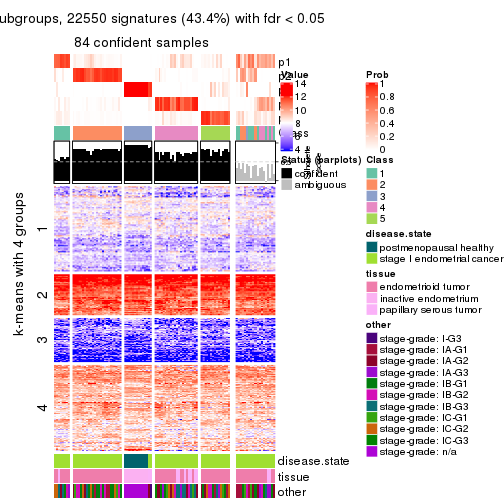 ubgroups, 22550 signatures (43.4%) with fdr < 0.05
84 confident samples
p1
p2
Value
14
12
10
8
6
4
Prob
1
0.8
0.6
0.4
0.2
0
Status (barplots)
confident
ambiguous
Class
1
2
3
4
5
disease.state
postmenopausal healthy
stage I endometrial cancer
tissue
endometrioid tumor
inactive endometrium
papillary serous tumor
other
stage-grade: I-G3
stage-grade: IA-G1
stage-grade: IA-G2
stage-grade: IA-G3
stage-grade: IB-G1
stage-grade: IB-G2
stage-grade: IB-G3
stage-grade: IC-G1
stage-grade: IC-G2
stage-grade: IC-G3
stage-grade: n/a
k-means with 4 groups
1
2
3
4
disease.state
tissue
other